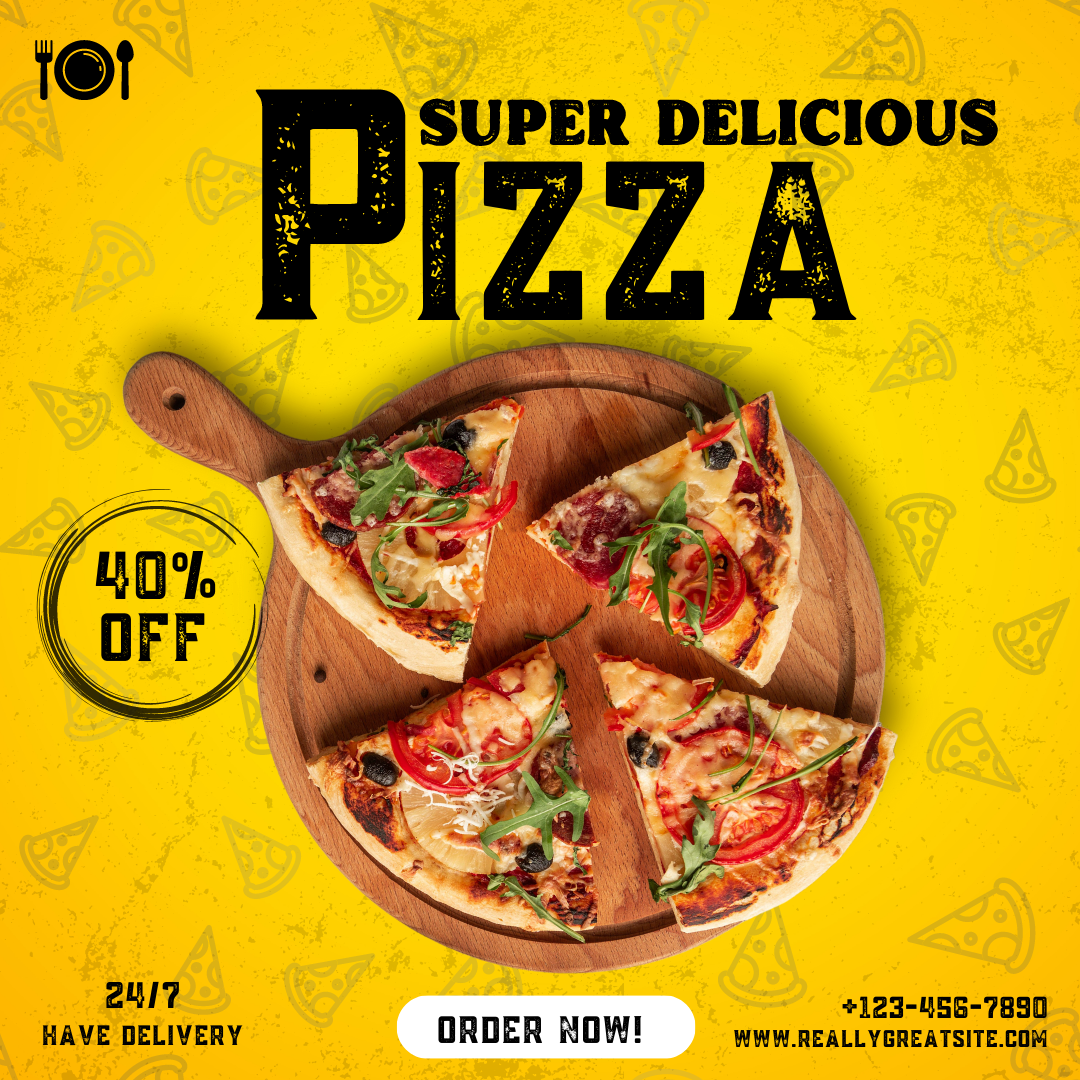 SUPER DELICIOUS
PIZZA
40%
OFF
24/7
HAVE DELIVERY
ORDER NOW!
+123-456-7890
WWW.REALLYGREATSITE.COM